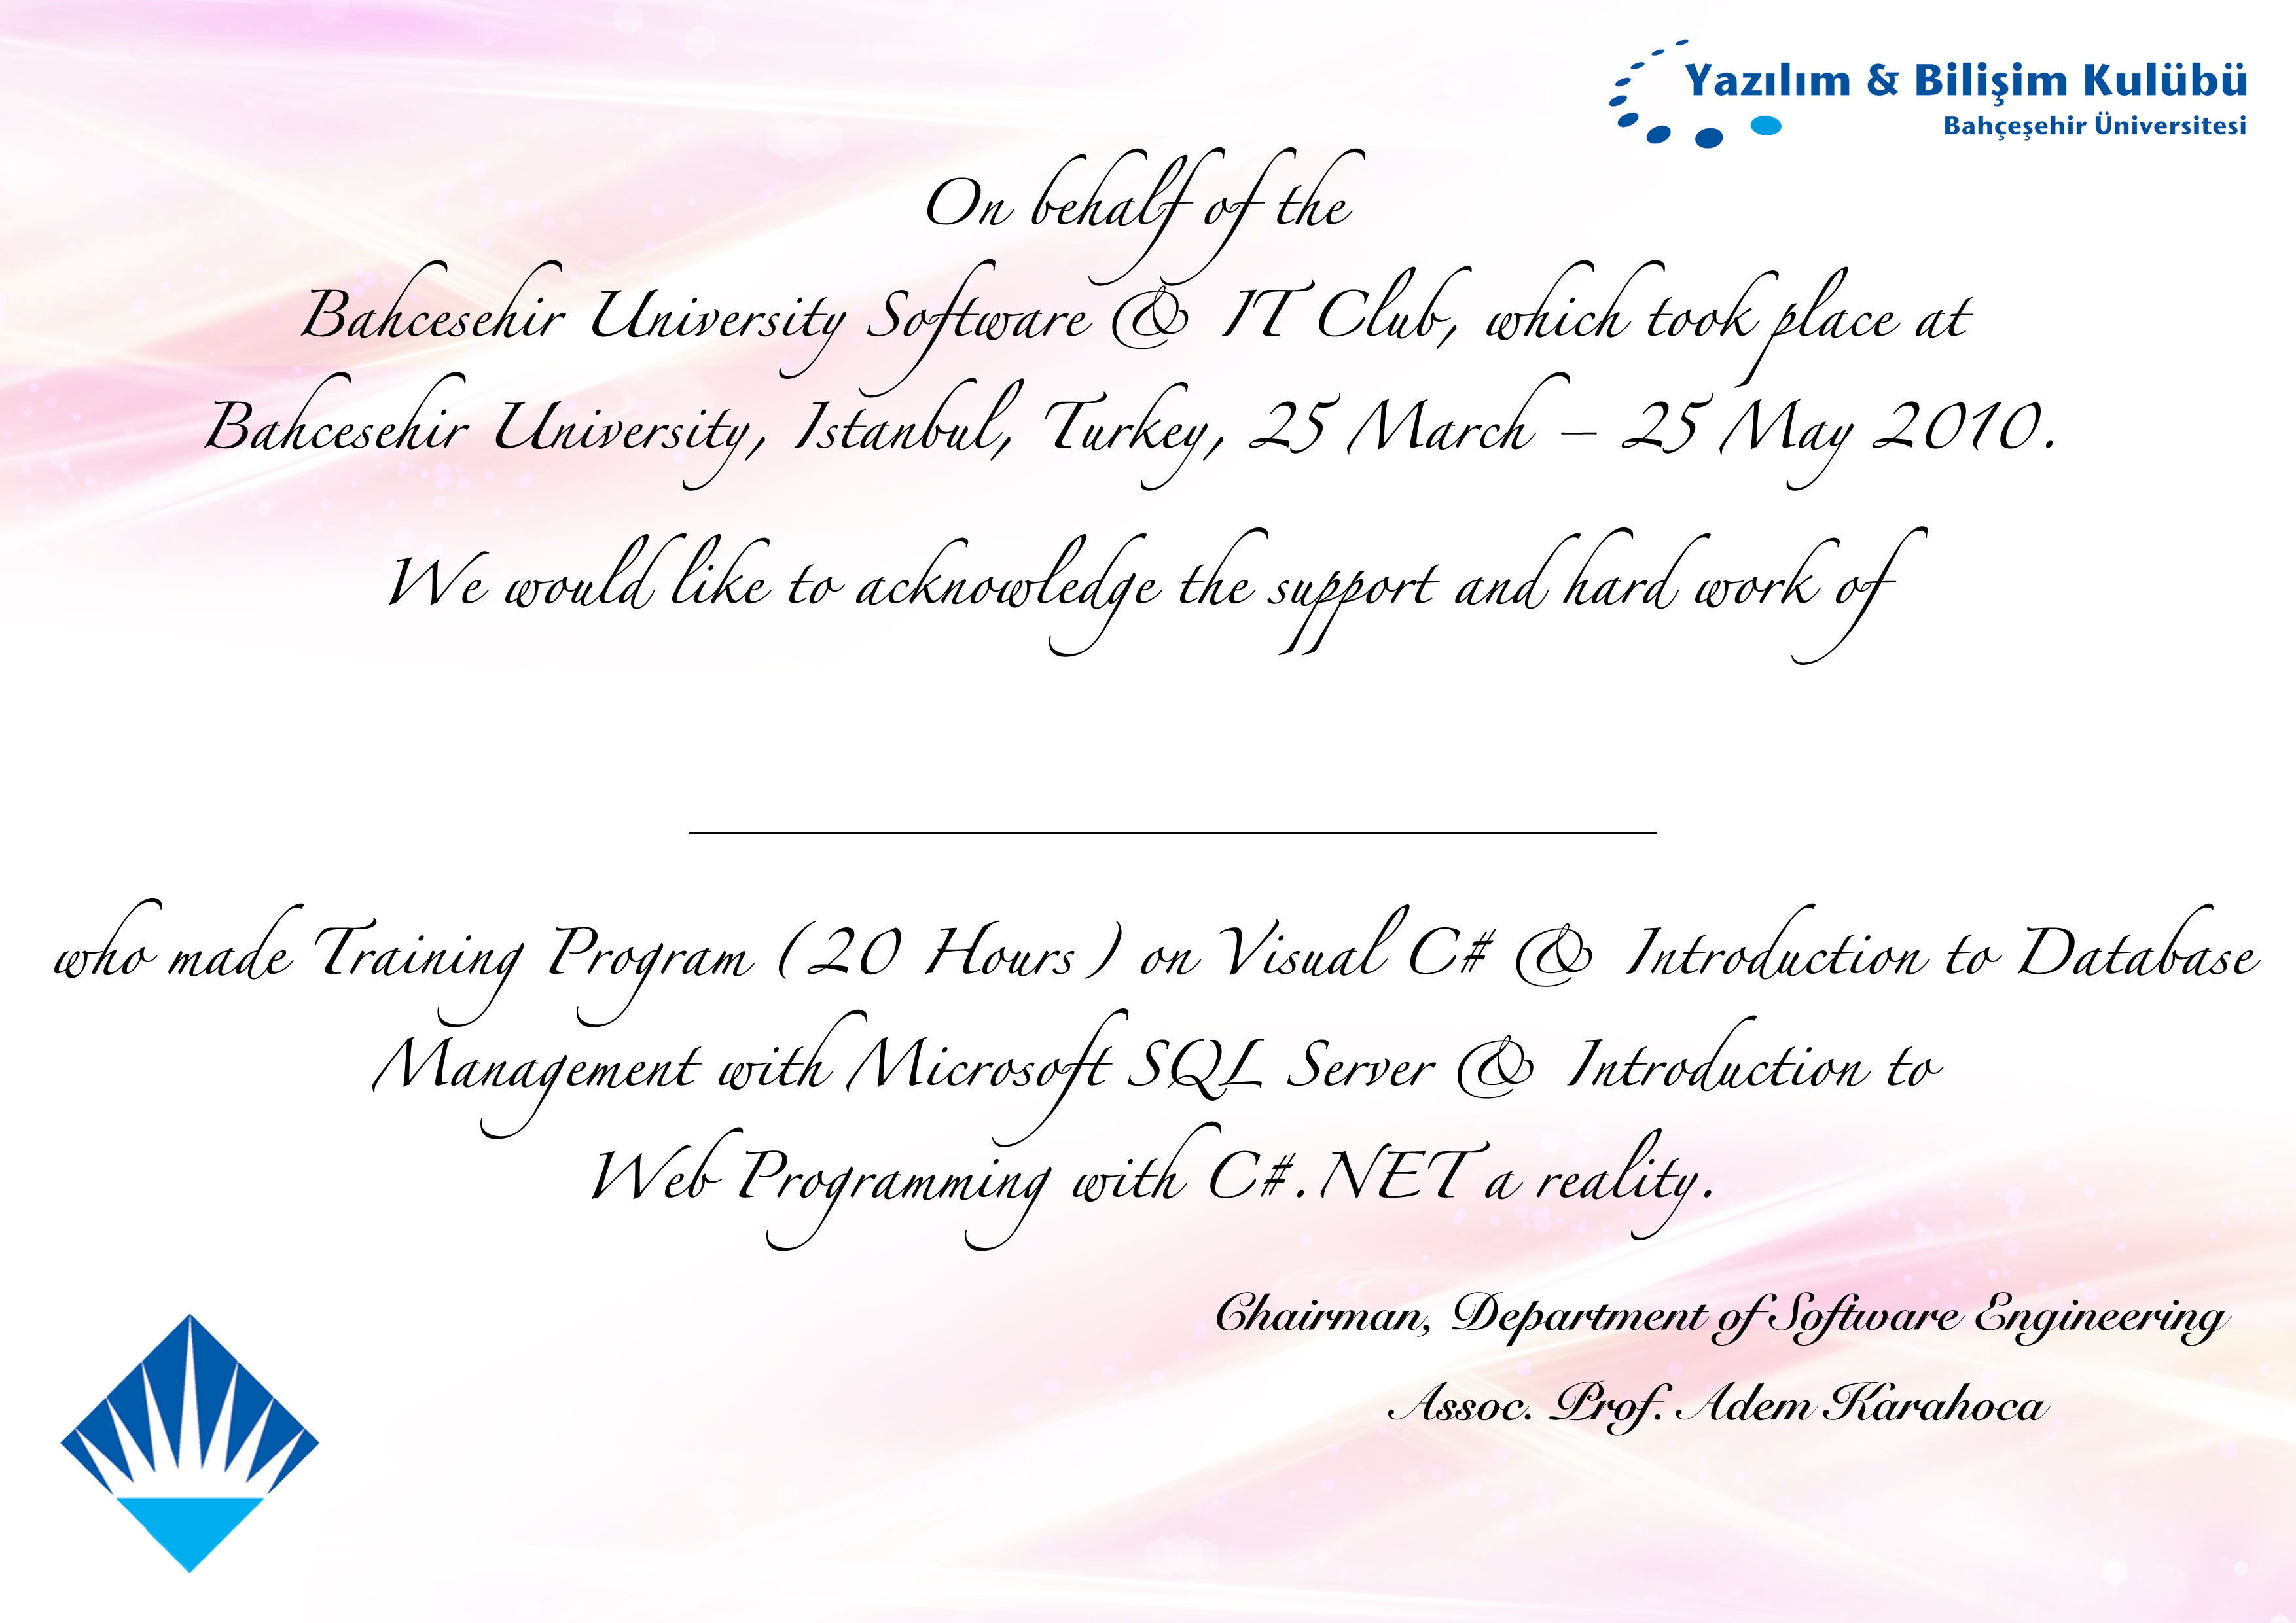 Yazılım & Bilişim Kulübü
Bahçeşehir Üniversitesi
On behalf of the
Bahcesehir University Software & IT Club, which took place at
Bahcesehir University, Istanbul, Turkey, 25 March – 25 May 2010.
We would like to acknowledge the support and hard work of
who made Training Program (20 Hours) on Visual C# & Introduction to Database
Management with Microsoft SQL Server & Introduction to
Web Programming with C#.NET a reality.
Chairman, Department of Software Engineering
Assoc. Prof. Adem Karahoca